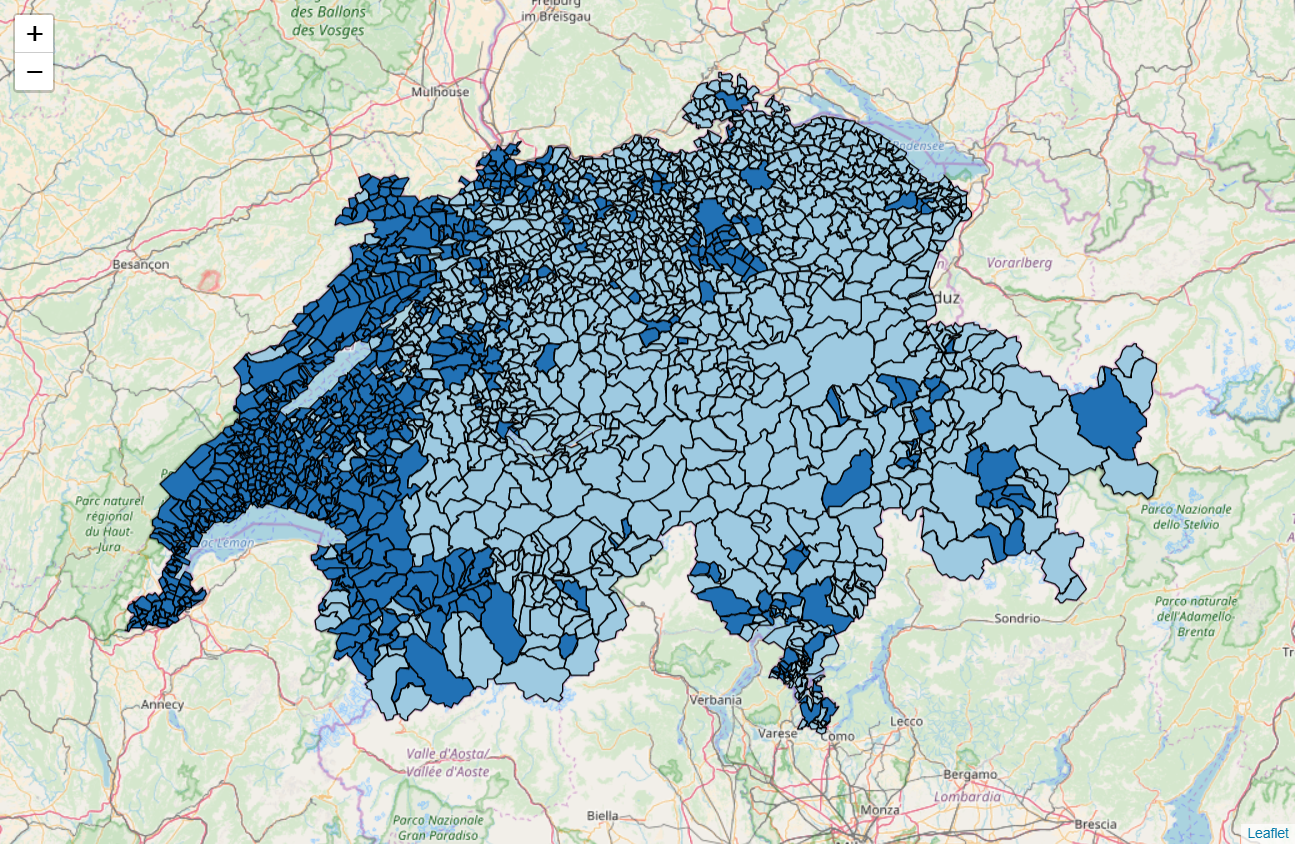 +
−
des Ballons
des Vosges
Freiburg
im Breisgau
Mulhouse
Bodensee
Besançon
Vorarlberg
duz
Parc naturel
régional
du Haut-
Jura
Lac Léman
Parco Nazionale
dello Stelvio
Parco naturale
dell'Adamello-
Brenta
Sondrio
Tr
Annecy
Verbania
Lecco
Varese
Como
Valle d'Aosta/
Vallée d'Aoste
Bergamo
Lombardia
Biella
Monza
Parco Nazionale
Gran Paradiso
Brescia
Leaflet